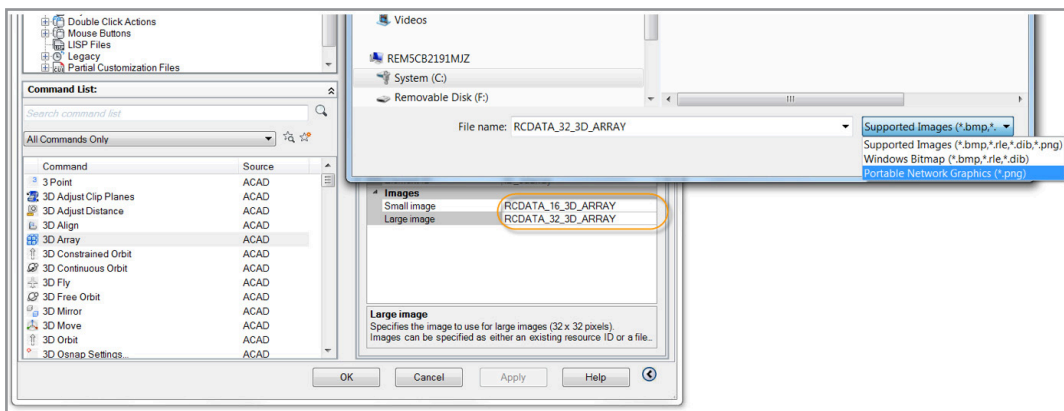 Double Click Actions
Mouse Buttons
LISP Files
Legacy
CUI Partial Customization Files
Command List:
Search command list
All Commands Only
Command Source
3 Point ACAD
3D Adjust Clip Planes ACAD
3D Adjust Distance ACAD
3D Align ACAD
3D Array ACAD
3D Constrained Orbit ACAD
3D Continuous Orbit ACAD
3D Fly ACAD
3D Free Orbit ACAD
3D Mirror ACAD
3D Move ACAD
3D Orbit ACAD
3D Osnap Settings... ACAD
Videos
REM5CB2191MJZ
System (C:)
Removable Disk (F:)
File name: RCDATA_32_3D_ARRAY
Supported Images (*.bmp,*.
Supported Images (*.bmp,*.rle,*.dib,*.png)
Windows Bitmap (*.bmp,*.rle,*.dib)
Portable Network Graphics (*.png)
Images
Small image RCDATA_16_3D_ARRAY
Large image RCDATA_32_3D_ARRAY
Large image
Specifies the image to use for large images (32 x 32 pixels).
Images can be specified as either an existing resource ID or a file...
OK Cancel Apply Help